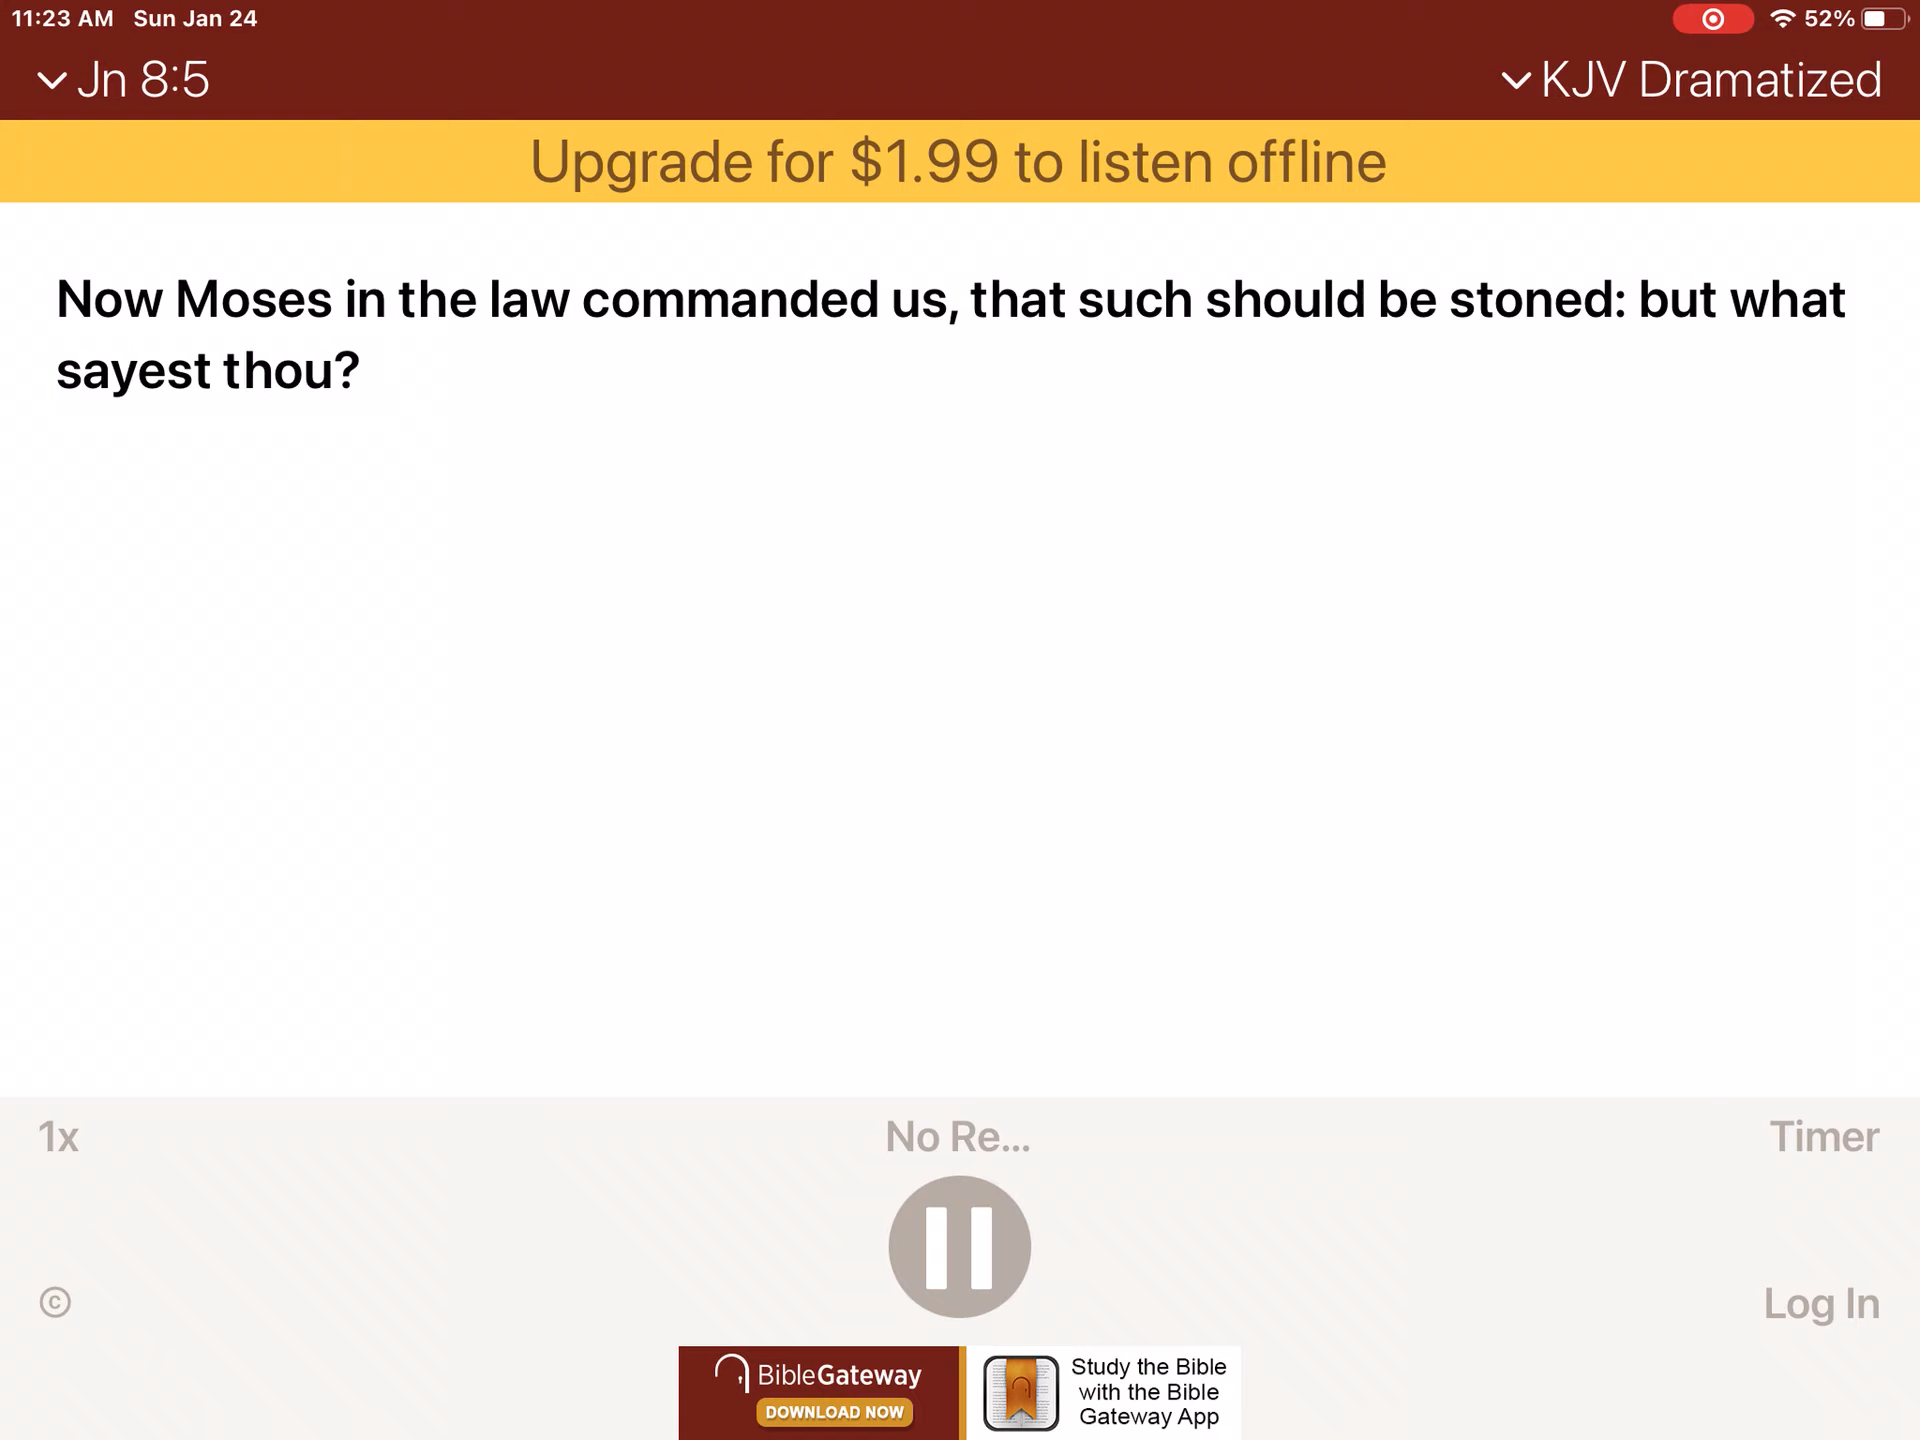 11:23 AM Sun Jan 24
52%
Jn 8:5
KJV Dramatized
Upgrade for $1.99 to listen offline
Now Moses in the law commanded us, that such should be stoned: but what
sayest thou?
1x
No Re...
Timer
©
Log In
BibleGateway
DOWNLOAD NOW
Study the Bible
with the Bible
Gateway App